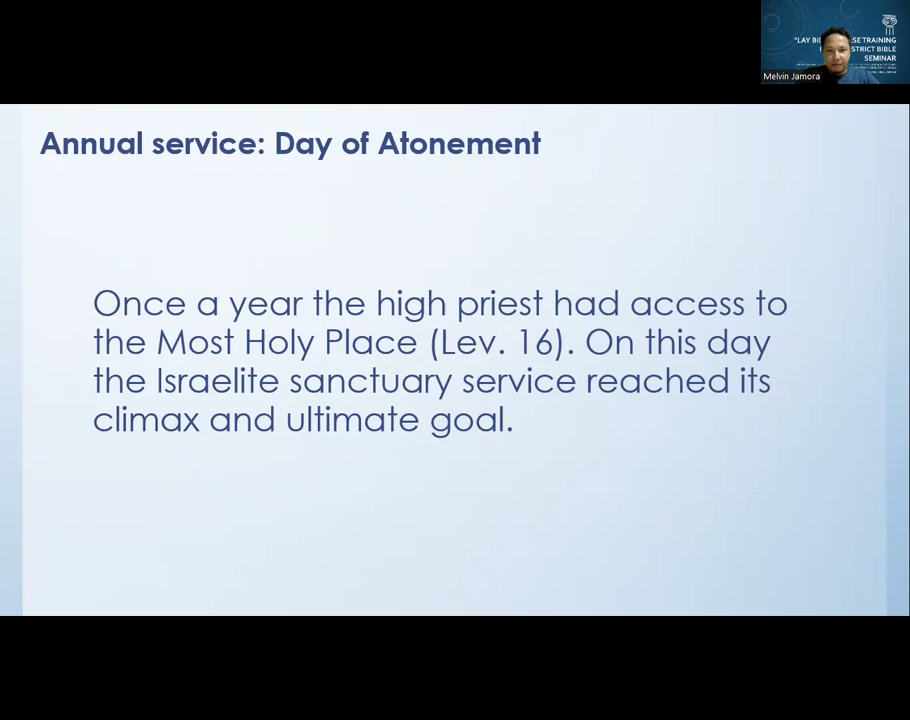 "LAY BI SE TRAINING
STRICT BIBLE
SEMINAR
Melvin Jamora
Annual service: Day of Atonement
Once a year the high priest had access to
the Most Holy Place (Lev. 16). On this day
the Israelite sanctuary service reached its
climax and ultimate goal.